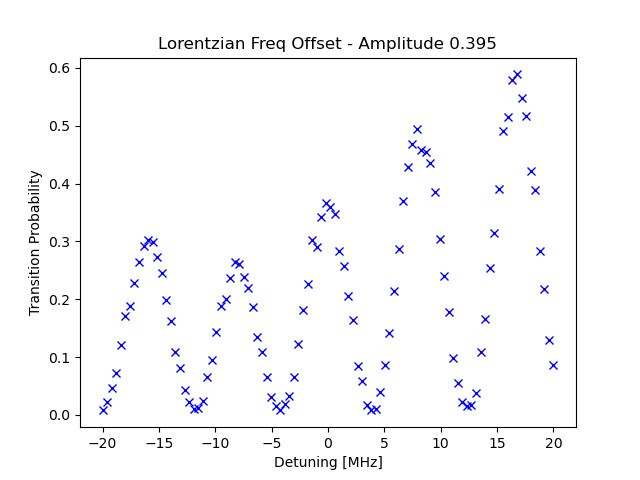 Lorentzian Freq Offset - Amplitude 0.395
0.6
0.5
0.4
0.3
0.2
0.1
0.0
Transition Probability
−20 −15 −10 −5 0 5 10 15 20
Detuning [MHz]